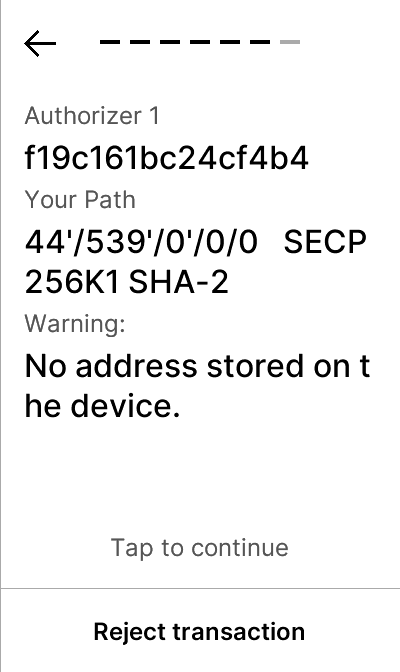 Authorizer 1
f19c161bc24cf4b4
Your Path
44'/539'/0'/0/0   SECP
256K1 SHA-2
Warning:
No address stored on t
he device.
Tap to continue
Reject transaction